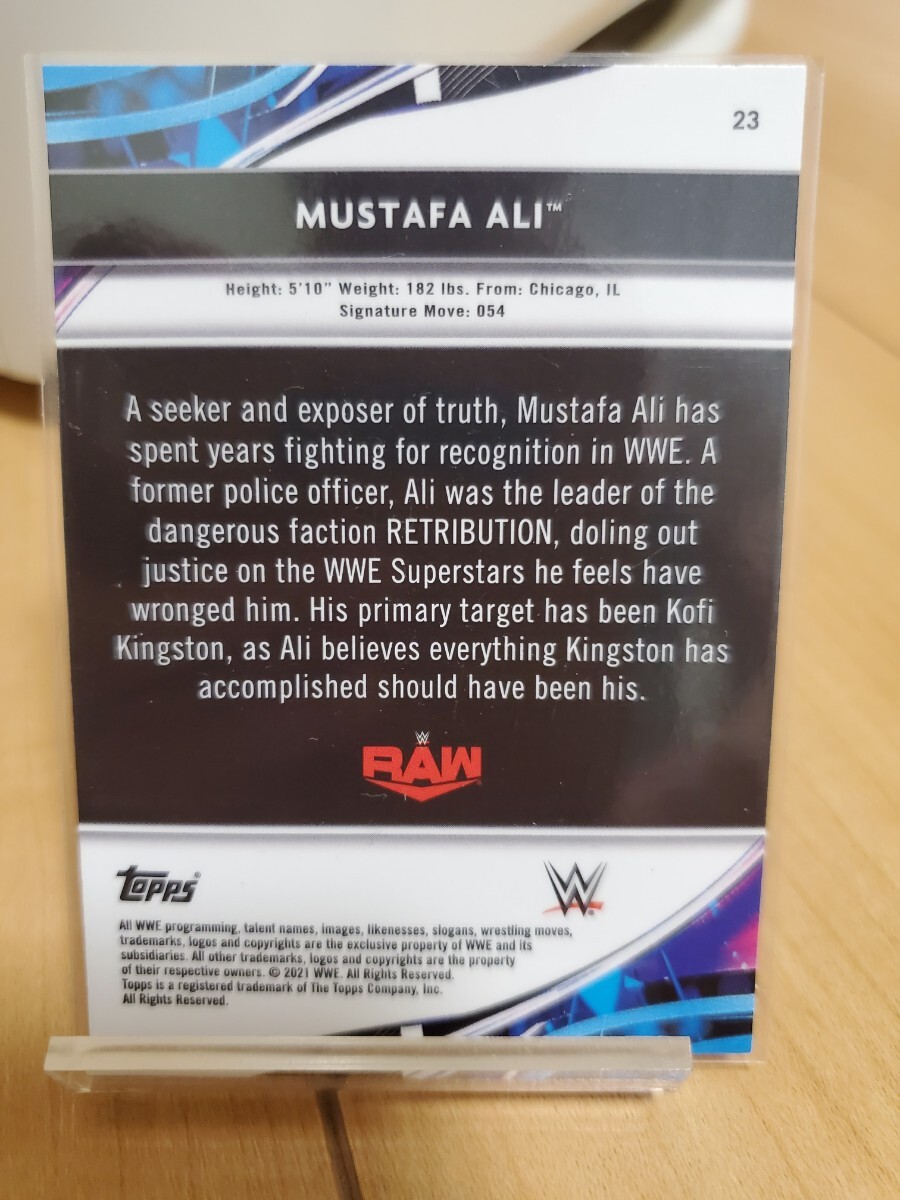 23
MUSTAFA ALI™
Height: 5'10" Weight: 182 lbs. From: Chicago, IL
Signature Move: 054
A seeker and exposer of truth, Mustafa Ali has
spent years fighting for recognition in WWE. A
former police officer, Ali was the leader of the
dangerous faction RETRIBUTION, doling out
justice on the WWE Superstars he feels have
wronged him. His primary target has been Kofi
Kingston, as Ali believes everything Kingston has
accomplished should have been his.
W
RAW
Topps®
W
All WWE programming, talent names, images, likenesses, slogans, wrestling moves,
trademarks, logos and copyrights are the exclusive property of WWE and its
subsidiaries. All other trademarks, logos and copyrights are the property
of their respective owners. © 2021 WWE. All Rights Reserved.
Topps is a registered trademark of The Topps Company, Inc.
All Rights Reserved.